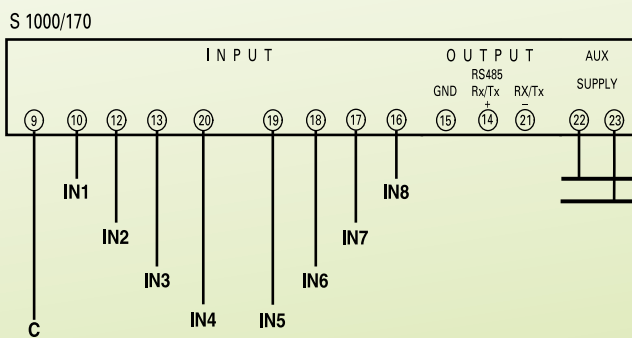 S 1000/170
INPUT OUTPUT AUX
RS485 SUPPLY
GND Rx/Tx RX/Tx
+ –
9 10 12 13 20 19 18 17 16 15 14 21 22 23
IN1 IN8
IN2 IN7
IN3 IN6
IN4 IN5
C